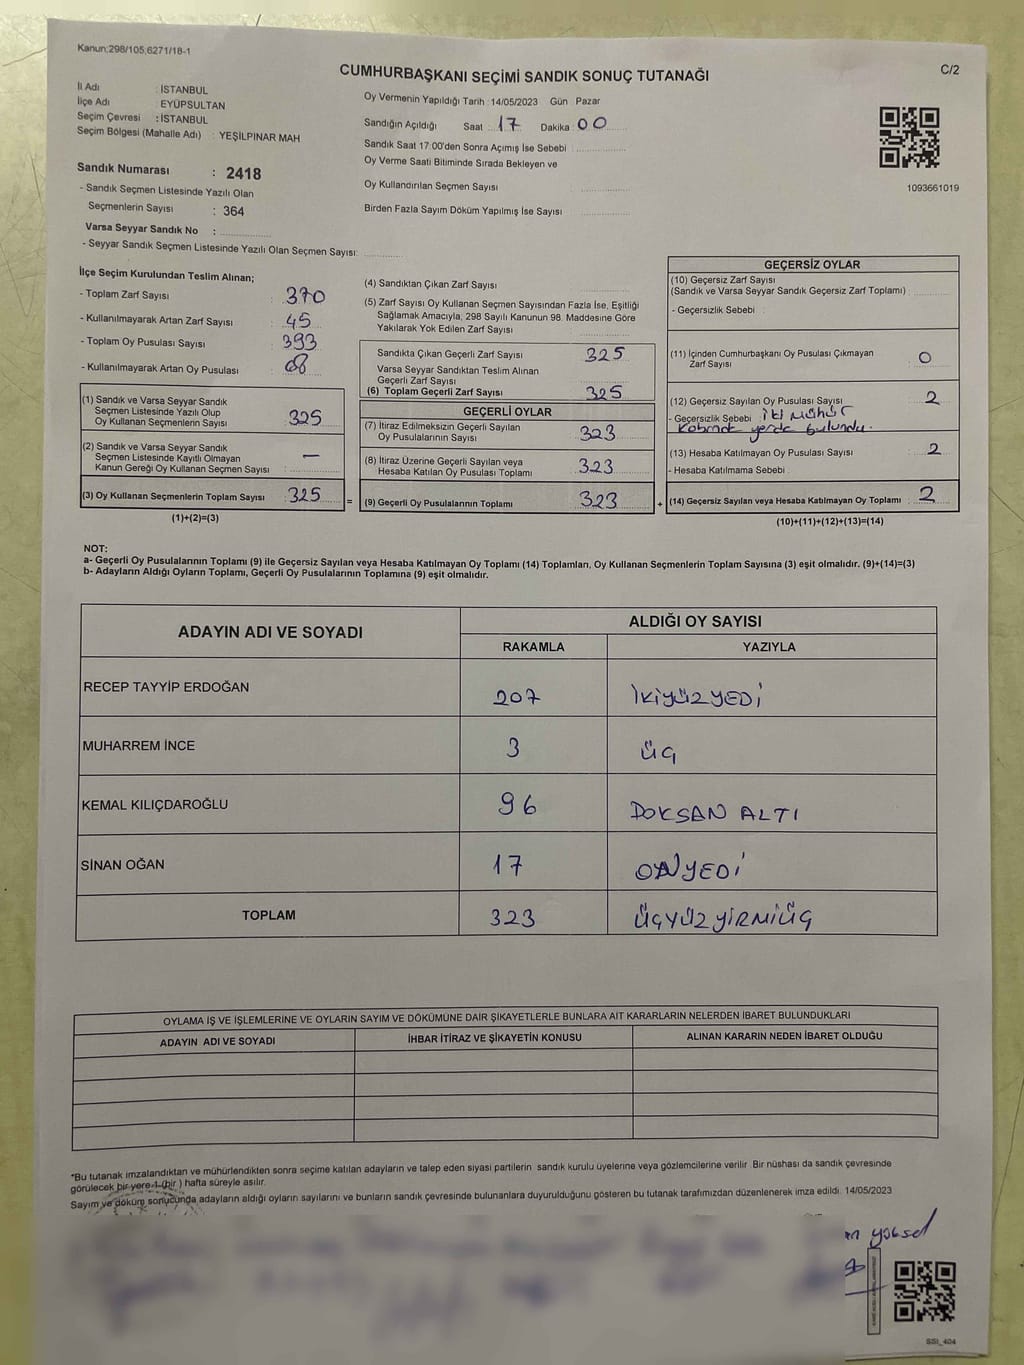 Kanun;298/105,6271/18-1
C/2
CUMHURBAŞKANI SEÇİMİ SANDIK SONUÇ TUTANAĞI
İl Adı : İSTANBUL
İlçe Adı : EYÜPSULTAN
Seçim Çevresi : İSTANBUL
Seçim Bölgesi (Mahalle Adı) : YEŞİLPINAR MAH
Oy Vermenin Yapıldığı Tarih : 14/05/2023 Gün Pazar
Sandığın Açıldığı Saat 17 Dakika : 00
Sandık Saat 17:00'den Sonra Açımış İse Sebebi :
Oy Verme Saati Bitiminde Sırada Bekleyen ve
Oy Kullandırılan Seçmen Sayısı :
Birden Fazla Sayım Döküm Yapılmış İse Sayısı :
1093661019
Sandık Numarası : 2418
- Sandık Seçmen Listesinde Yazılı Olan
Seçmenlerin Sayısı : 364
Varsa Seyyar Sandık No :
- Seyyar Sandık Seçmen Listesinde Yazılı Olan Seçmen Sayısı:
İlçe Seçim Kurulundan Teslim Alınan;
- Toplam Zarf Sayısı : 370
- Kullanılmayarak Artan Zarf Sayısı : 45
- Toplam Oy Pusulası Sayısı : 393
- Kullanılmayarak Artan Oy Pusulası : 68
(1) Sandık ve Varsa Seyyar Sandık
Seçmen Listesinde Yazılı Olup
Oy Kullanan Seçmenlerin Sayısı : 325
(2) Sandık ve Varsa Seyyar Sandık
Seçmen Listesinde Kayıtlı Olmayan
Kanun Gereği Oy Kullanan Seçmen Sayısı : —
(3) Oy Kullanan Seçmenlerin Toplam Sayısı : 325
(1)+(2)=(3)
=
(4) Sandıktan Çıkan Zarf Sayısı :
(5) Zarf Sayısı Oy Kullanan Seçmen Sayısından Fazla İse, Eşitliği
Sağlamak Amacıyla, 298 Sayılı Kanunun 98. Maddesine Göre
Yakılarak Yok Edilen Zarf Sayısı :
Sandıkta Çıkan Geçerli Zarf Sayısı : 325
Varsa Seyyar Sandıktan Teslim Alınan
Geçerli Zarf Sayısı :
(6) Toplam Geçerli Zarf Sayısı : 325
GEÇERLİ OYLAR
(7) İtiraz Edilmeksizin Geçerli Sayılan
Oy Pusulalarının Sayısı : 323
(8) İtiraz Üzerine Geçerli Sayılan veya
Hesaba Katılan Oy Pusulası Toplamı : 323
(9) Geçerli Oy Pusulalarının Toplamı : 323
+
GEÇERSİZ OYLAR
(10) Geçersiz Zarf Sayısı
(Sandık ve Varsa Seyyar Sandık Geçersiz Zarf Toplamı) :
- Geçersizlik Sebebi :
(11) İçinden Cumhurbaşkanı Oy Pusulası Çıkmayan
Zarf Sayısı : 0
(12) Geçersiz Sayılan Oy Pusulası Sayısı : 2
- Geçersizlik Sebebi : iki mühür
yerde bulundu.
(13) Hesaba Katılmayan Oy Pusulası Sayısı : 2
- Hesaba Katılmama Sebebi :
(14) Geçersiz Sayılan veya Hesaba Katılmayan Oy Toplamı : 2
(10)+(11)+(12)+(13)=(14)
NOT:
a- Geçerli Oy Pusulalarının Toplamı (9) ile Geçersiz Sayılan veya Hesaba Katılmayan Oy Toplamı (14) Toplamları, Oy Kullanan Seçmenlerin Toplam Sayısına (3) eşit olmalıdır. (9)+(14)=(3)
b- Adayların Aldığı Oyların Toplamı, Geçerli Oy Pusulalarının Toplamına (9) eşit olmalıdır.
ADAYIN ADI VE SOYADI
ALDIĞI OY SAYISI
RAKAMLA YAZIYLA
RECEP TAYYİP ERDOĞAN 207 İKİYÜZYEDİ
MUHARREM İNCE 3 ÜÇ
KEMAL KILIÇDAROĞLU 96 DOKSAN ALTI
SİNAN OĞAN 17 ONYEDİ
TOPLAM 323 ÜÇYÜZYİRMİÜÇ
OYLAMA İŞ VE İŞLEMLERİNE VE OYLARIN SAYIM VE DÖKÜMÜNE DAİR ŞİKAYETLERLE BUNLARA AİT KARARLARIN NELERDEN İBARET BULUNDUKLARI
ADAYIN ADI VE SOYADI İHBAR İTİRAZ VE ŞİKAYETİN KONUSU ALINAN KARARIN NEDEN İBARET OLDUĞU
*Bu tutanak imzalandıktan ve mühürlendikten sonra seçime katılan adayların ve talep eden siyasi partilerin sandık kurulu üyelerine veya gözlemcilerine verilir. Bir nüshası da sandık çevresinde
görülecek bir yere 1 (bir ) hafta süreyle asılır.
Sayım ve döküm sonucunda adayların aldığı oyların sayılarını ve bunların sandık çevresinde bulunanlara duyurulduğunu gösteren bu tutanak tarafımızdan düzenlenerek imza edildi. 14/05/2023
yüksel
SSI_404